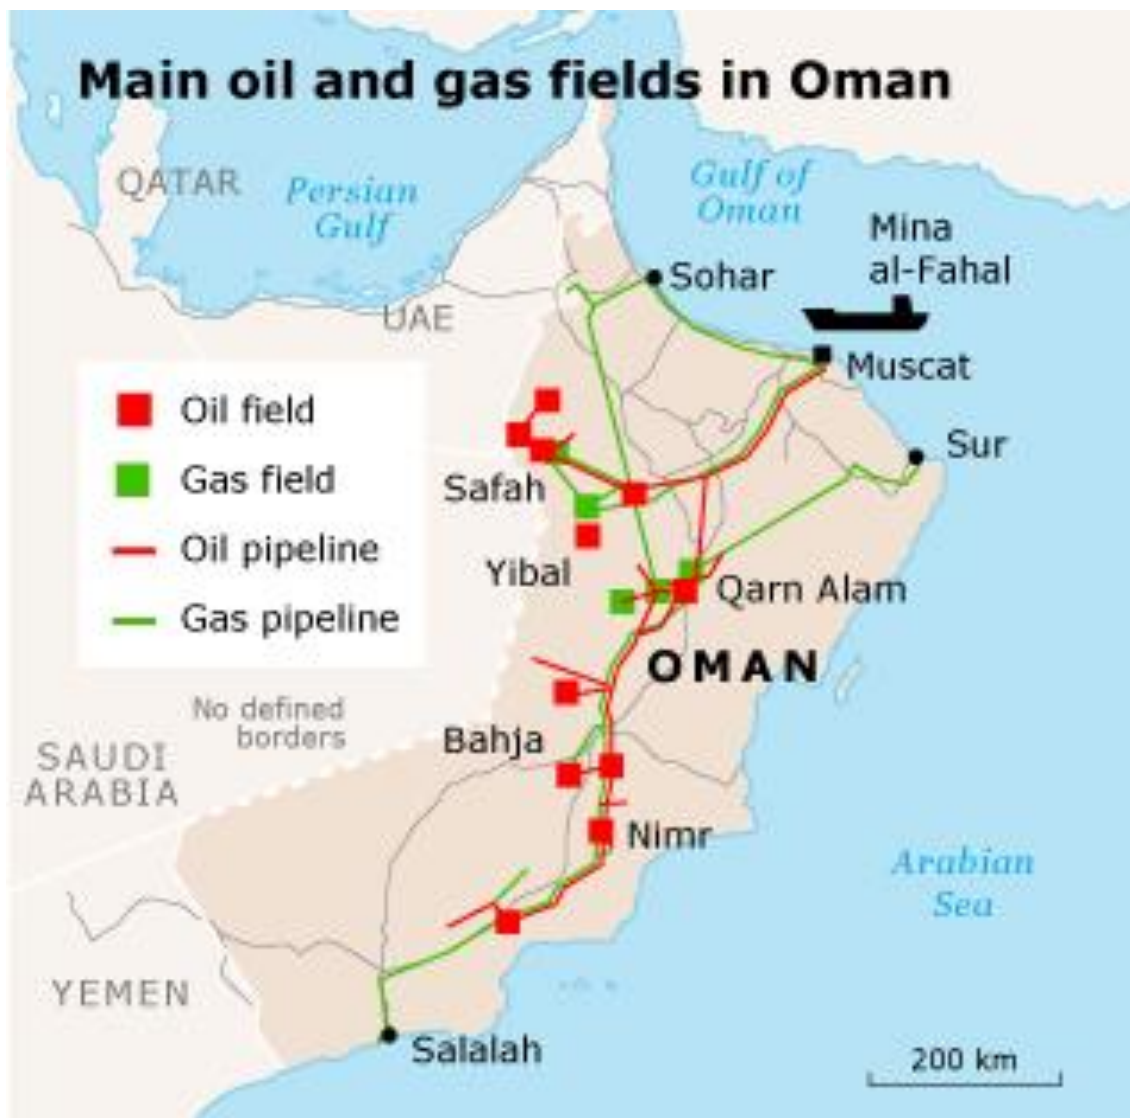 Main oil and gas fields in Oman
QATAR
Persian
Gulf
Gulf of
Oman
Mina
al-Fahal
Sohar
UAE
Muscat
Oil field
Gas field
Oil pipeline
Gas pipeline
Sur
Safah
Yibal
Qarn Alam
OMAN
No defined
borders
SAUDI
ARABIA
Bahja
Nimr
Arabian
Sea
YEMEN
Salalah
200 km